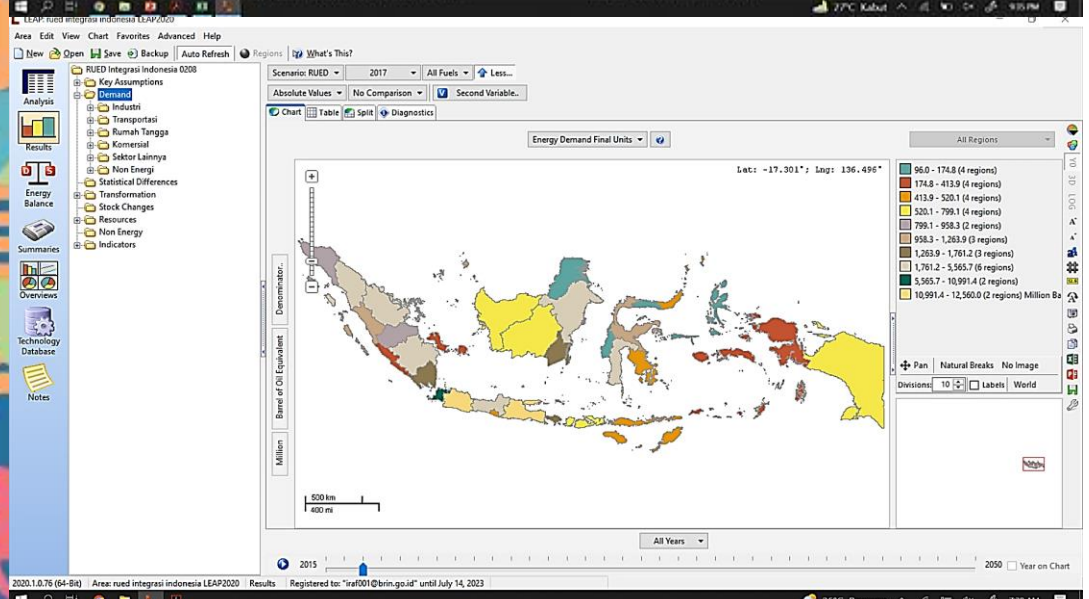 27°C Kabut 9:35 PM
LEAP: rued integrasi indonesia LEAP2020
Area Edit View Chart Favorites Advanced Help
New Open Save Backup Auto Refresh Regions What's This?
Analysis
Results
Energy Balance
Summaries
Overviews
Technology Database
Notes
RUED Integrasi Indonesia 0208
Key Assumptions
Demand
Industri
Transportasi
Rumah Tangga
Komersial
Sektor Lainnya
Non Energi
Statistical Differences
Transformation
Stock Changes
Resources
Non Energy
Indicators
Scenario: RUED 2017 All Fuels Less...
Absolute Values No Comparison Second Variable..
Chart Table Split Diagnostics
Energy Demand Final Units All Regions
Lat: -17.301°; Lng: 136.496°
Denominator..
Barrel of Oil Equivalent
Million
500 km
400 mi
96.0 - 174.8 (4 regions)
174.8 - 413.9 (4 regions)
413.9 - 520.1 (4 regions)
520.1 - 799.1 (4 regions)
799.1 - 958.3 (2 regions)
958.3 - 1,263.9 (3 regions)
1,263.9 - 1,761.2 (3 regions)
1,761.2 - 5,565.7 (6 regions)
5,565.7 - 10,991.4 (2 regions)
10,991.4 - 12,560.0 (2 regions) Million Ba
Pan Natural Breaks No Image
Divisions: 10 Labels World
YD
3D
LOG
All Years
2015 2050 Year on Chart
2020.1.0.76 (64-Bit) Area: rued integrasi indonesia LEAP2020 Results Registered to: "iraf001@brin.go.id" until July 14, 2023